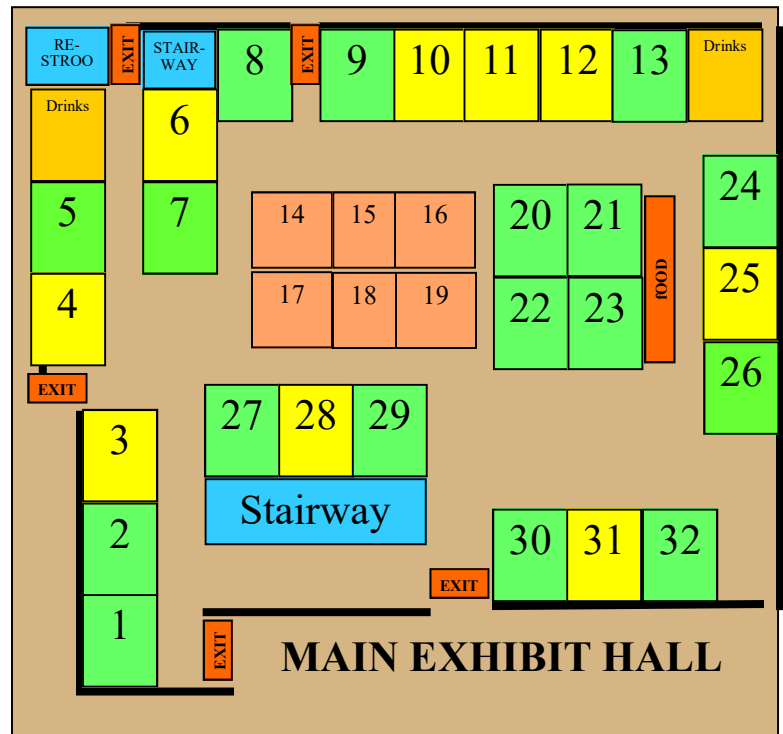 RE-
STROO
EXIT
STAIR-
WAY
8
EXIT
9
10
11
12
13
Drinks
Drinks
6
5
7
14
15
16
20
21
24
4
17
18
19
22
23
fOOD
25
26
EXIT
3
27
28
29
2
Stairway
30
31
32
EXIT
1
EXIT
MAIN EXHIBIT HALL